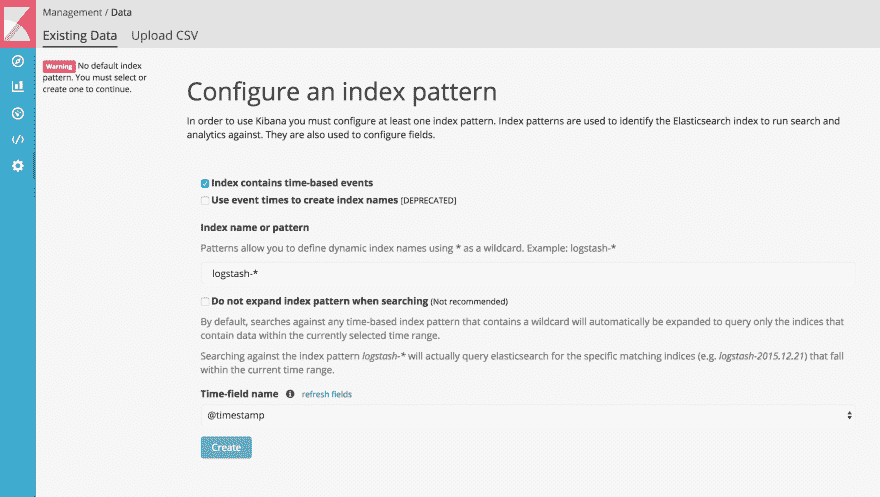 Management / Data
Existing Data Upload CSV
Warning No default index
pattern. You must select or
create one to continue.
Configure an index pattern
In order to use Kibana you must configure at least one index pattern. Index patterns are used to identify the Elasticsearch index to run search and
analytics against. They are also used to configure fields.
Index contains time-based events
Use event times to create index names [DEPRECATED]
Index name or pattern
Patterns allow you to define dynamic index names using * as a wildcard. Example: logstash-*
logstash-*
Do not expand index pattern when searching (Not recommended)
By default, searches against any time-based index pattern that contains a wildcard will automatically be expanded to query only the indices that
contain data within the currently selected time range.
Searching against the index pattern logstash-* will actually query elasticsearch for the specific matching indices (e.g. logstash-2015.12.21) that fall
within the current time range.
Time-field name refresh fields
@timestamp
Create